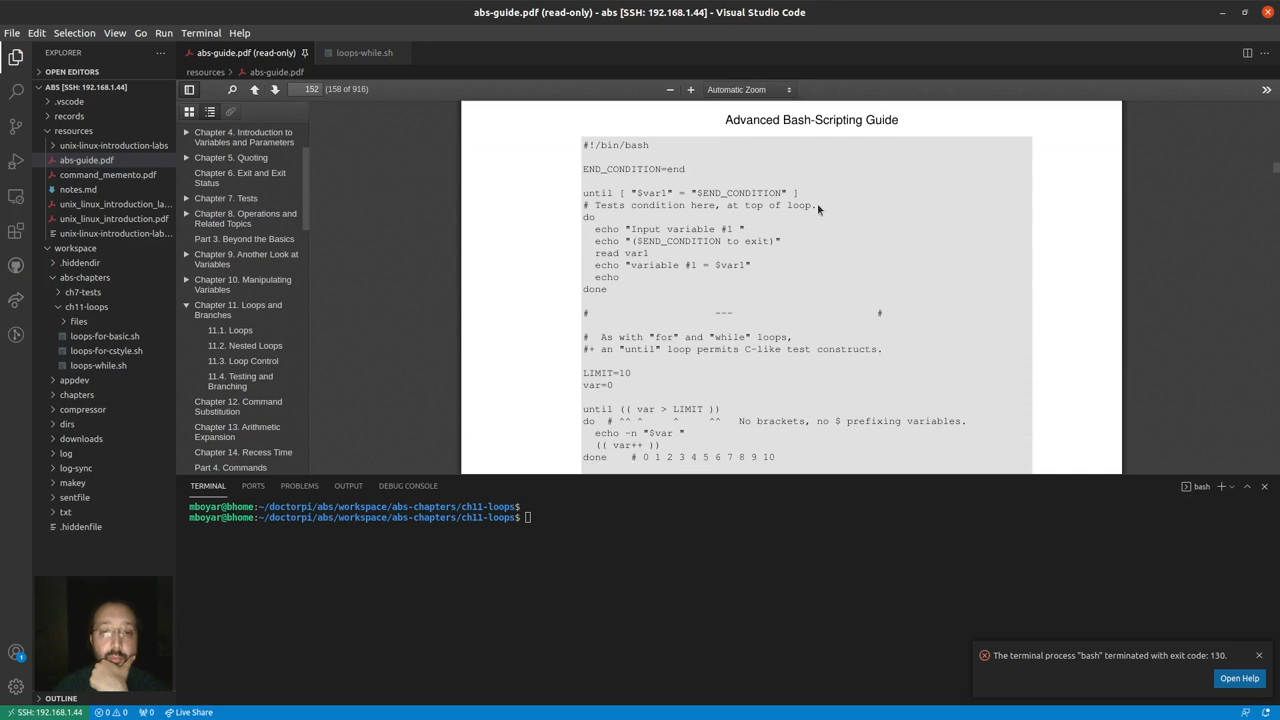 abs-guide.pdf (read-only) - abs [SSH: 192.168.1.44] - Visual Studio Code
File Edit Selection View Go Run Terminal Help
EXPLORER
OPEN EDITORS
ABS [SSH: 192.168.1.44]
.vscode
records
resources
unix-linux-introduction-labs
abs-guide.pdf
command_memento.pdf
notes.md
unix_linux_introduction_la...
unix_linux_introduction.pdf
unix-linux-introduction-lab...
workspace
.hiddendir
abs-chapters
ch7-tests
ch11-loops
files
loops-for-basic.sh
loops-for-cstyle.sh
loops-while.sh
appdev
chapters
compressor
dirs
downloads
log
log-sync
makey
sentfile
txt
.hiddenfile
OUTLINE
abs-guide.pdf (read-only)
loops-while.sh
resources > abs-guide.pdf
152 (158 of 916)
Automatic Zoom
Chapter 4. Introduction to
Variables and Parameters
Chapter 5. Quoting
Chapter 6. Exit and Exit
Status
Chapter 7. Tests
Chapter 8. Operations and
Related Topics
Part 3. Beyond the Basics
Chapter 9. Another Look at
Variables
Chapter 10. Manipulating
Variables
Chapter 11. Loops and
Branches
11.1. Loops
11.2. Nested Loops
11.3. Loop Control
11.4. Testing and
Branching
Chapter 12. Command
Substitution
Chapter 13. Arithmetic
Expansion
Chapter 14. Recess Time
Part 4. Commands
Advanced Bash-Scripting Guide
#!/bin/bash
END_CONDITION=end
until [ "$var1" = "$END_CONDITION" ]
# Tests condition here, at top of loop.
do
echo "Input variable #1 "
echo "($END_CONDITION to exit)"
read var1
echo "variable #1 = $var1"
echo
done
# --- #
# As with "for" and "while" loops,
#+ an "until" loop permits C-like test constructs.
LIMIT=10
var=0
until (( var > LIMIT ))
do # ^^ ^ ^ ^^ No brackets, no $ prefixing variables.
echo -n "$var "
(( var++ ))
done # 0 1 2 3 4 5 6 7 8 9 10
TERMINAL PORTS PROBLEMS OUTPUT DEBUG CONSOLE
bash
mboyar@bhome:~/doctorpi/abs/workspace/abs-chapters/ch11-loops$
mboyar@bhome:~/doctorpi/abs/workspace/abs-chapters/ch11-loops$
The terminal process "bash" terminated with exit code: 130.
Open Help
1
SSH: 192.168.1.44
0 0
0
Live Share